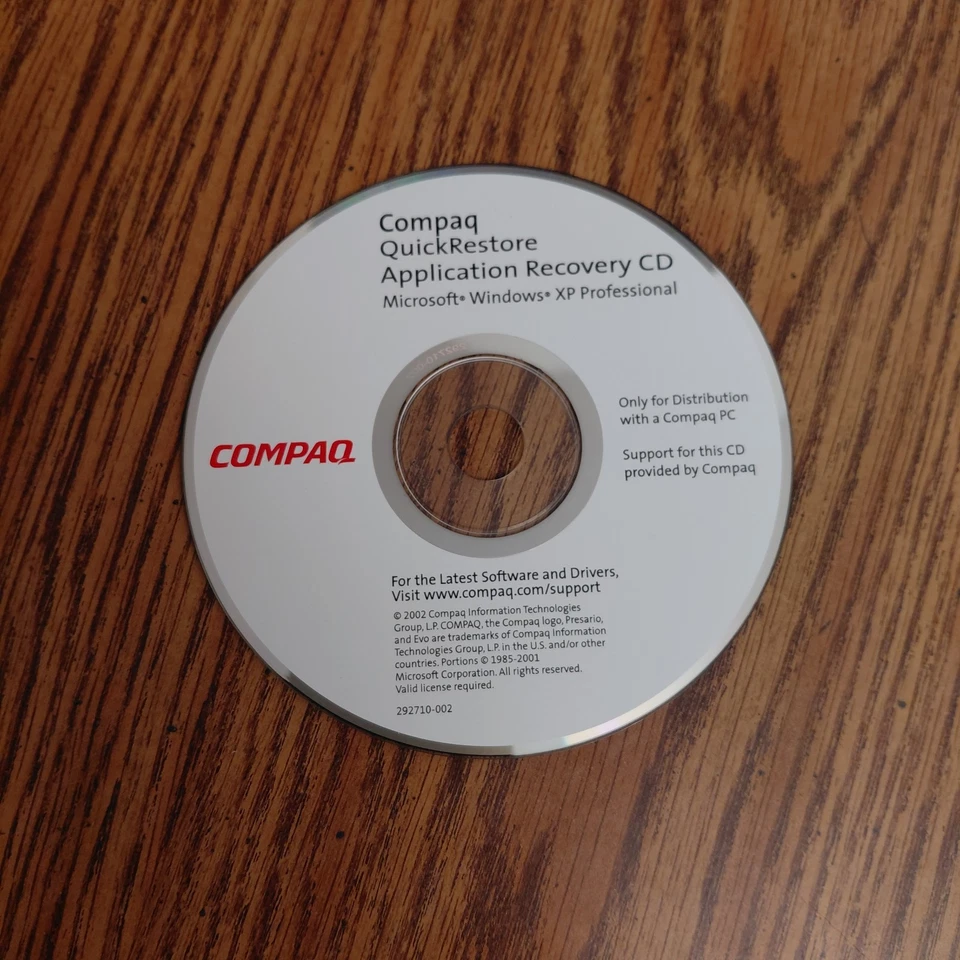 Compaq
QuickRestore
Application Recovery CD
Microsoft® Windows® XP Professional
Only for Distribution
with a Compaq PC
COMPAQ
Support for this CD
provided by Compaq
For the Latest Software and Drivers,
Visit www.compaq.com/support
© 2002 Compaq Information Technologies
Group, L.P. COMPAQ, the Compaq logo, Presario,
and Evo are trademarks of Compaq Information
Technologies Group, L.P. in the U.S. and/or other
countries. Portions © 1985-2001
Microsoft Corporation. All rights reserved.
Valid license required.
292710-002